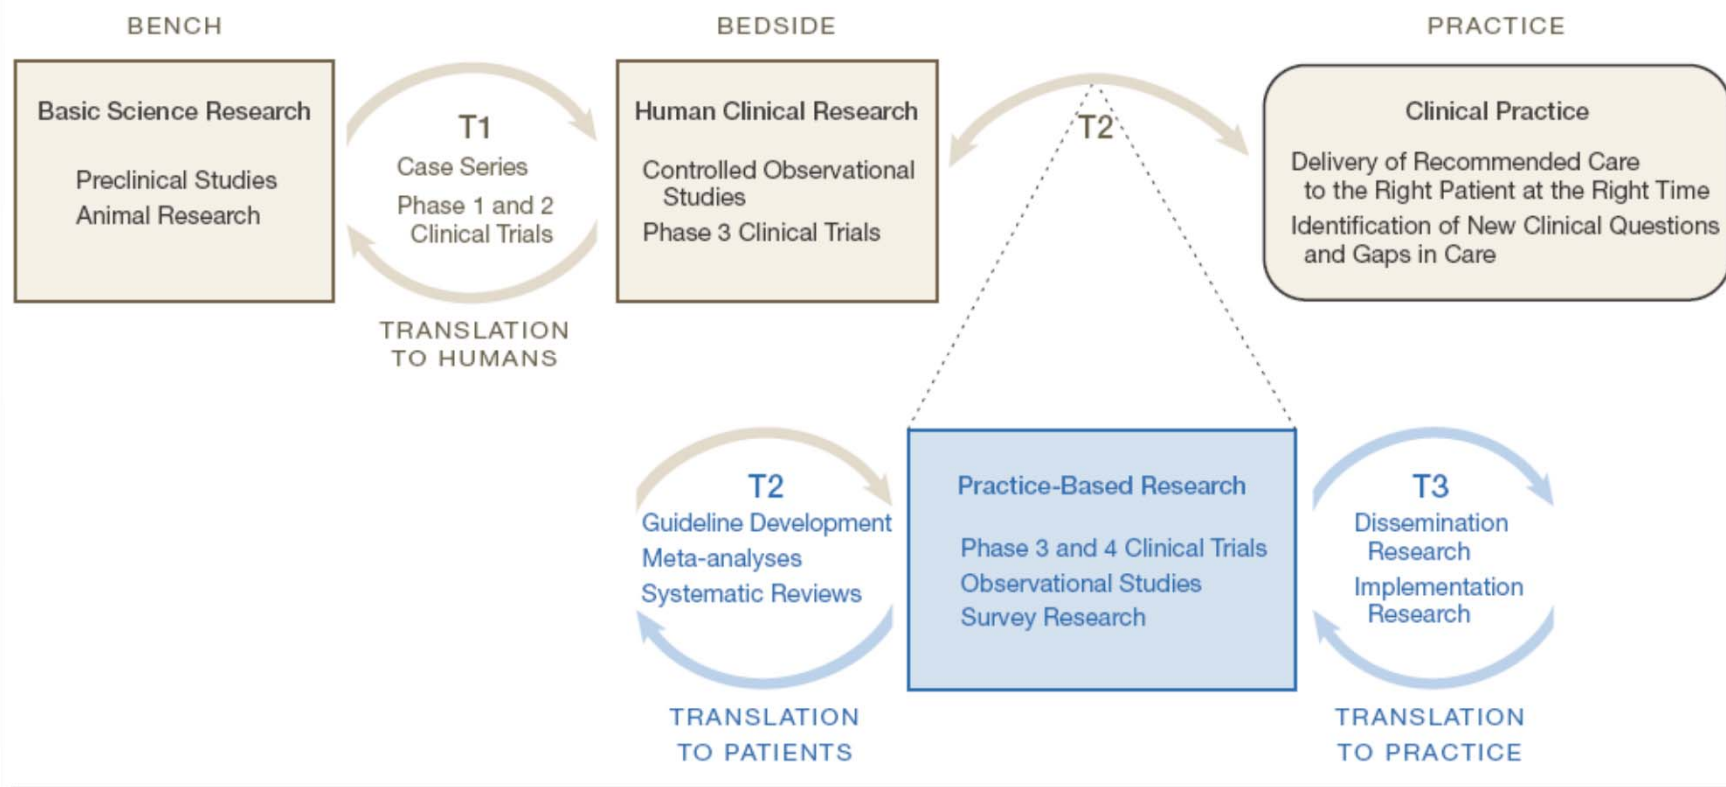 BENCH
BEDSIDE
PRACTICE
Basic Science Research
Preclinical Studies
Animal Research
T1
Case Series
Phase 1 and 2
Clinical Trials
TRANSLATION
TO HUMANS
Human Clinical Research
Controlled Observational
Studies
Phase 3 Clinical Trials
T2
Clinical Practice
Delivery of Recommended Care
to the Right Patient at the Right Time
Identification of New Clinical Questions
and Gaps in Care
T2
Guideline Development
Meta-analyses
Systematic Reviews
TRANSLATION
TO PATIENTS
Practice-Based Research
Phase 3 and 4 Clinical Trials
Observational Studies
Survey Research
T3
Dissemination
Research
Implementation
Research
TRANSLATION
TO PRACTICE